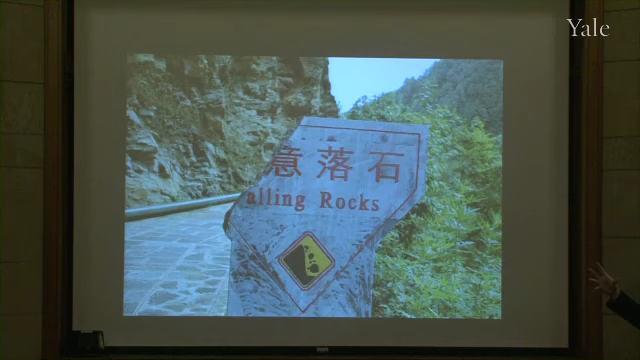 Yale
意落石
alling Rocks